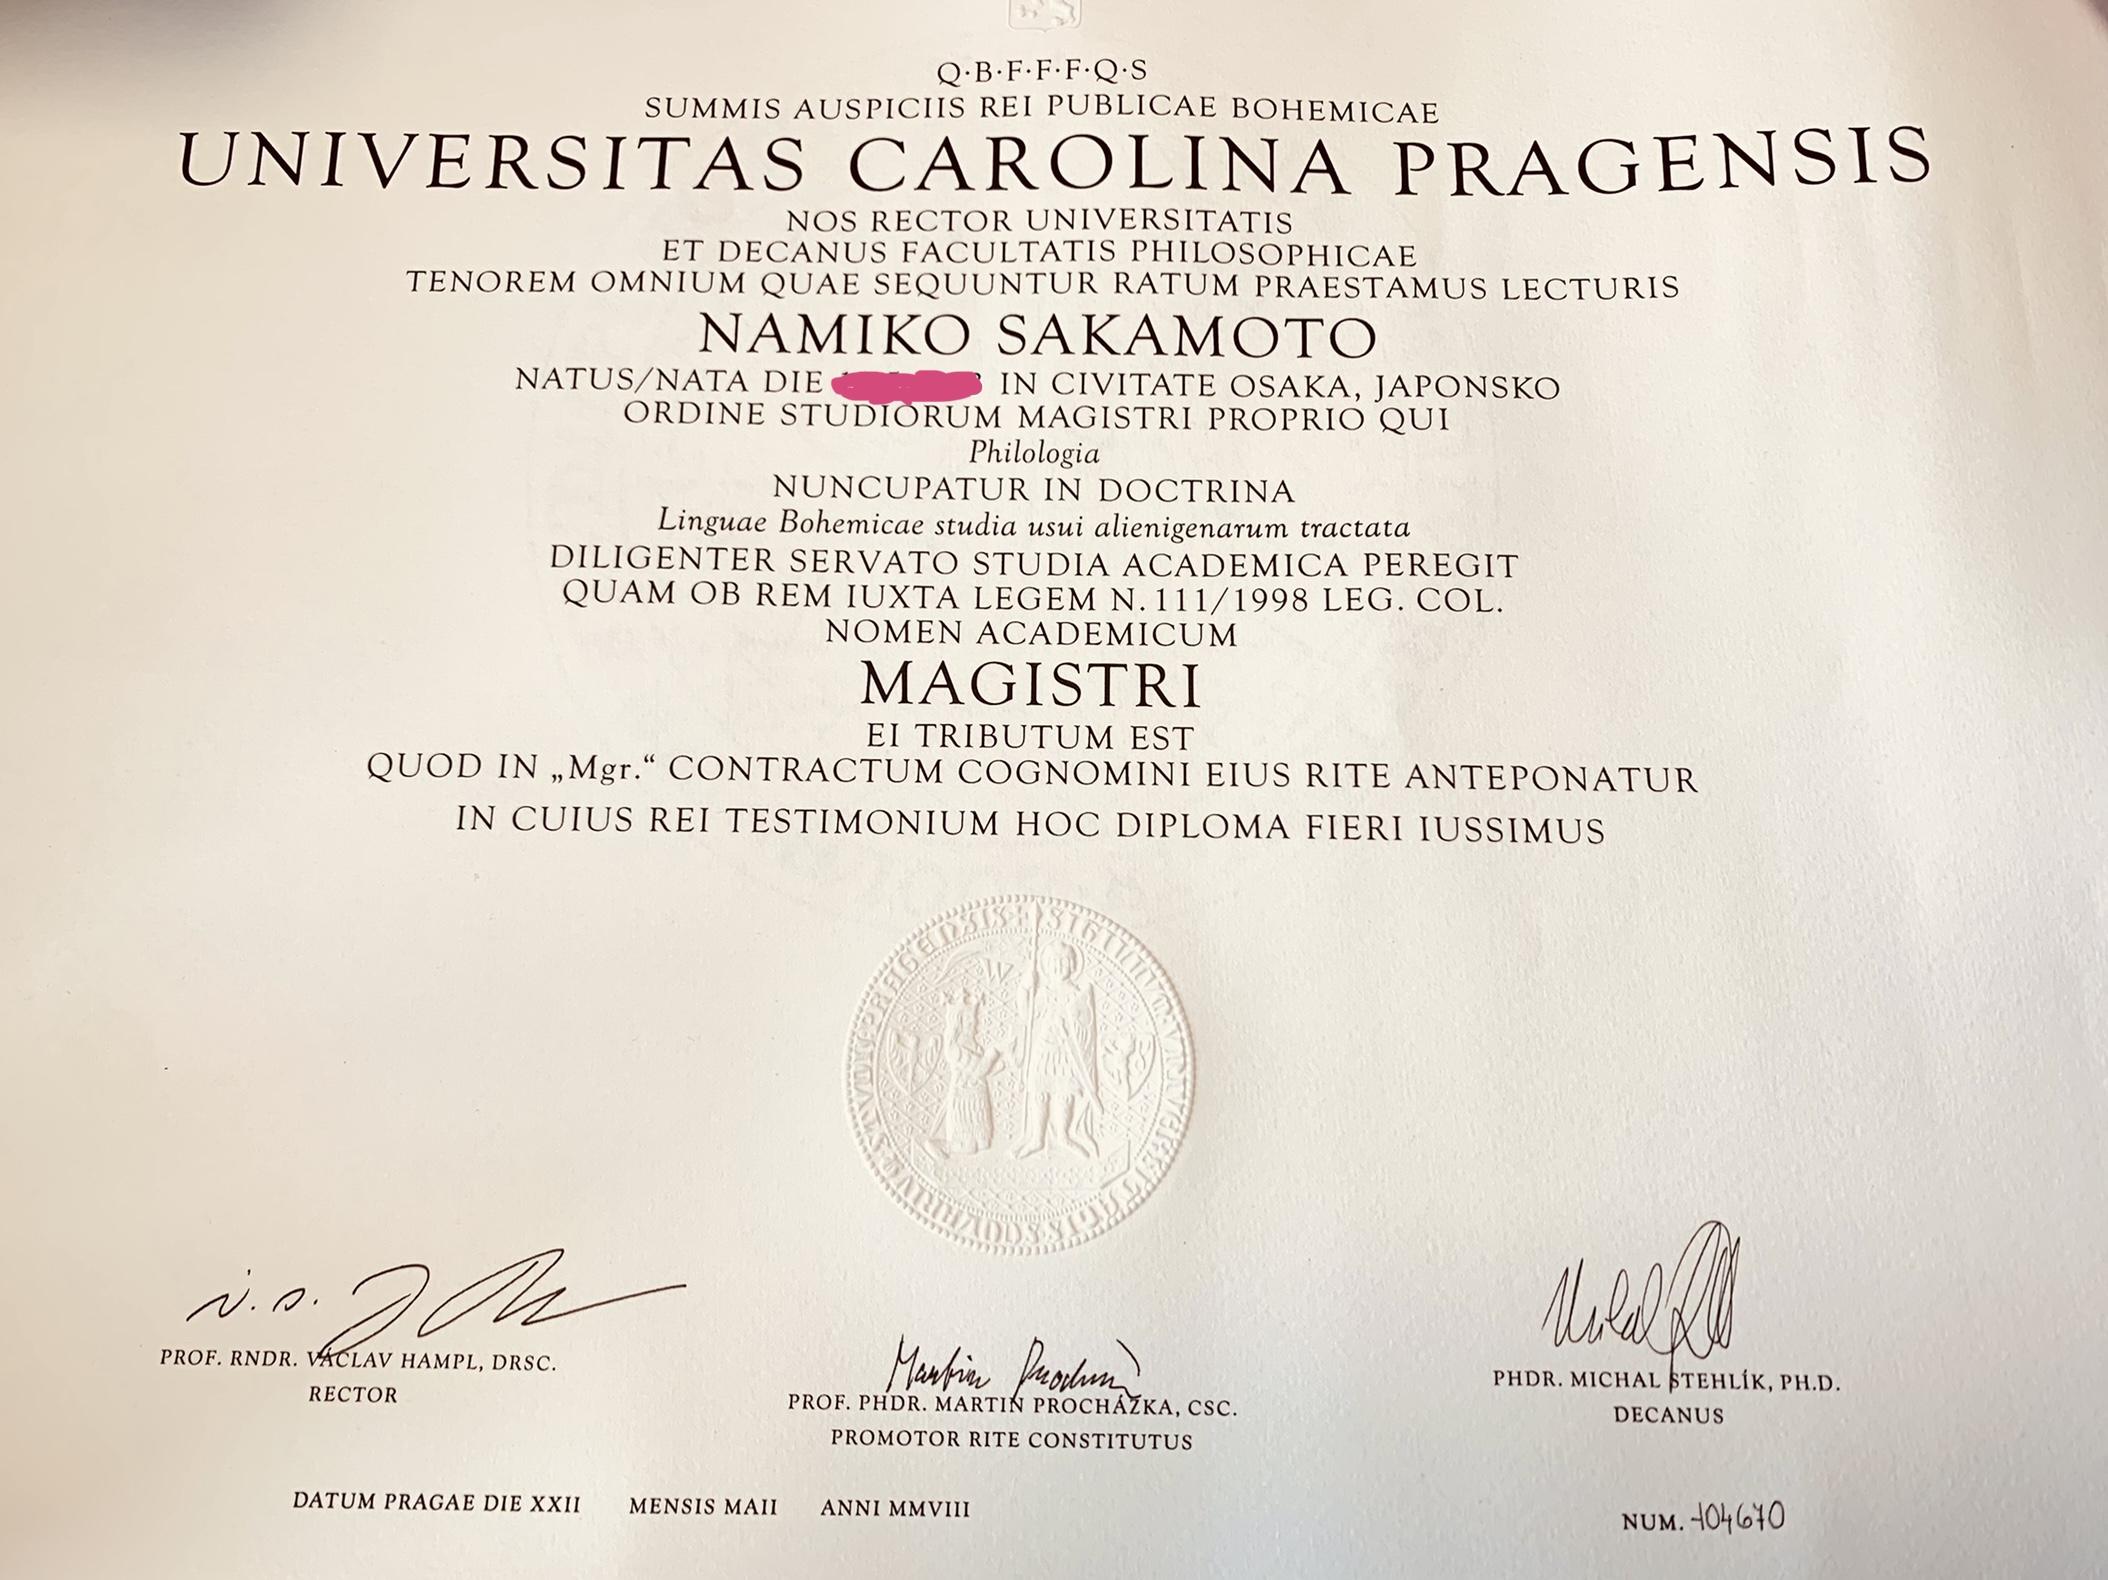 Q·B·F·F·F·Q·S
SUMMIS AUSPICIIS REI PUBLICAE BOHEMICAE
UNIVERSITAS CAROLINA PRAGENSIS
NOS RECTOR UNIVERSITATIS
ET DECANUS FACULTATIS PHILOSOPHICAE
TENOREM OMNIUM QUAE SEQUUNTUR RATUM PRAESTAMUS LECTURIS
NAMIKO SAKAMOTO
NATUS/NATA DIE IN CIVITATE OSAKA, JAPONSKO
ORDINE STUDIORUM MAGISTRI PROPRIO QUI
Philologia
NUNCUPATUR IN DOCTRINA
Linguae Bohemicae studia usui alienigenarum tractata
DILIGENTER SERVATO STUDIA ACADEMICA PEREGIT
QUAM OB REM IUXTA LEGEM N. 111/1998 LEG. COL.
NOMEN ACADEMICUM
MAGISTRI
EI TRIBUTUM EST
QUOD IN „Mgr.“ CONTRACTUM COGNOMINI EIUS RITE ANTEPONATUR
IN CUIUS REI TESTIMONIUM HOC DIPLOMA FIERI IUSSIMUS
PROF. RNDR. VÁCLAV HAMPL, DRSC.
RECTOR
PROF. PHDR. MARTIN PROCHÁZKA, CSC.
PROMOTOR RITE CONSTITUTUS
PHDR. MICHAL STEHLÍK, PH.D.
DECANUS
DATUM PRAGAE DIE XXII MENSIS MAII ANNI MMVIII
NUM. 104670